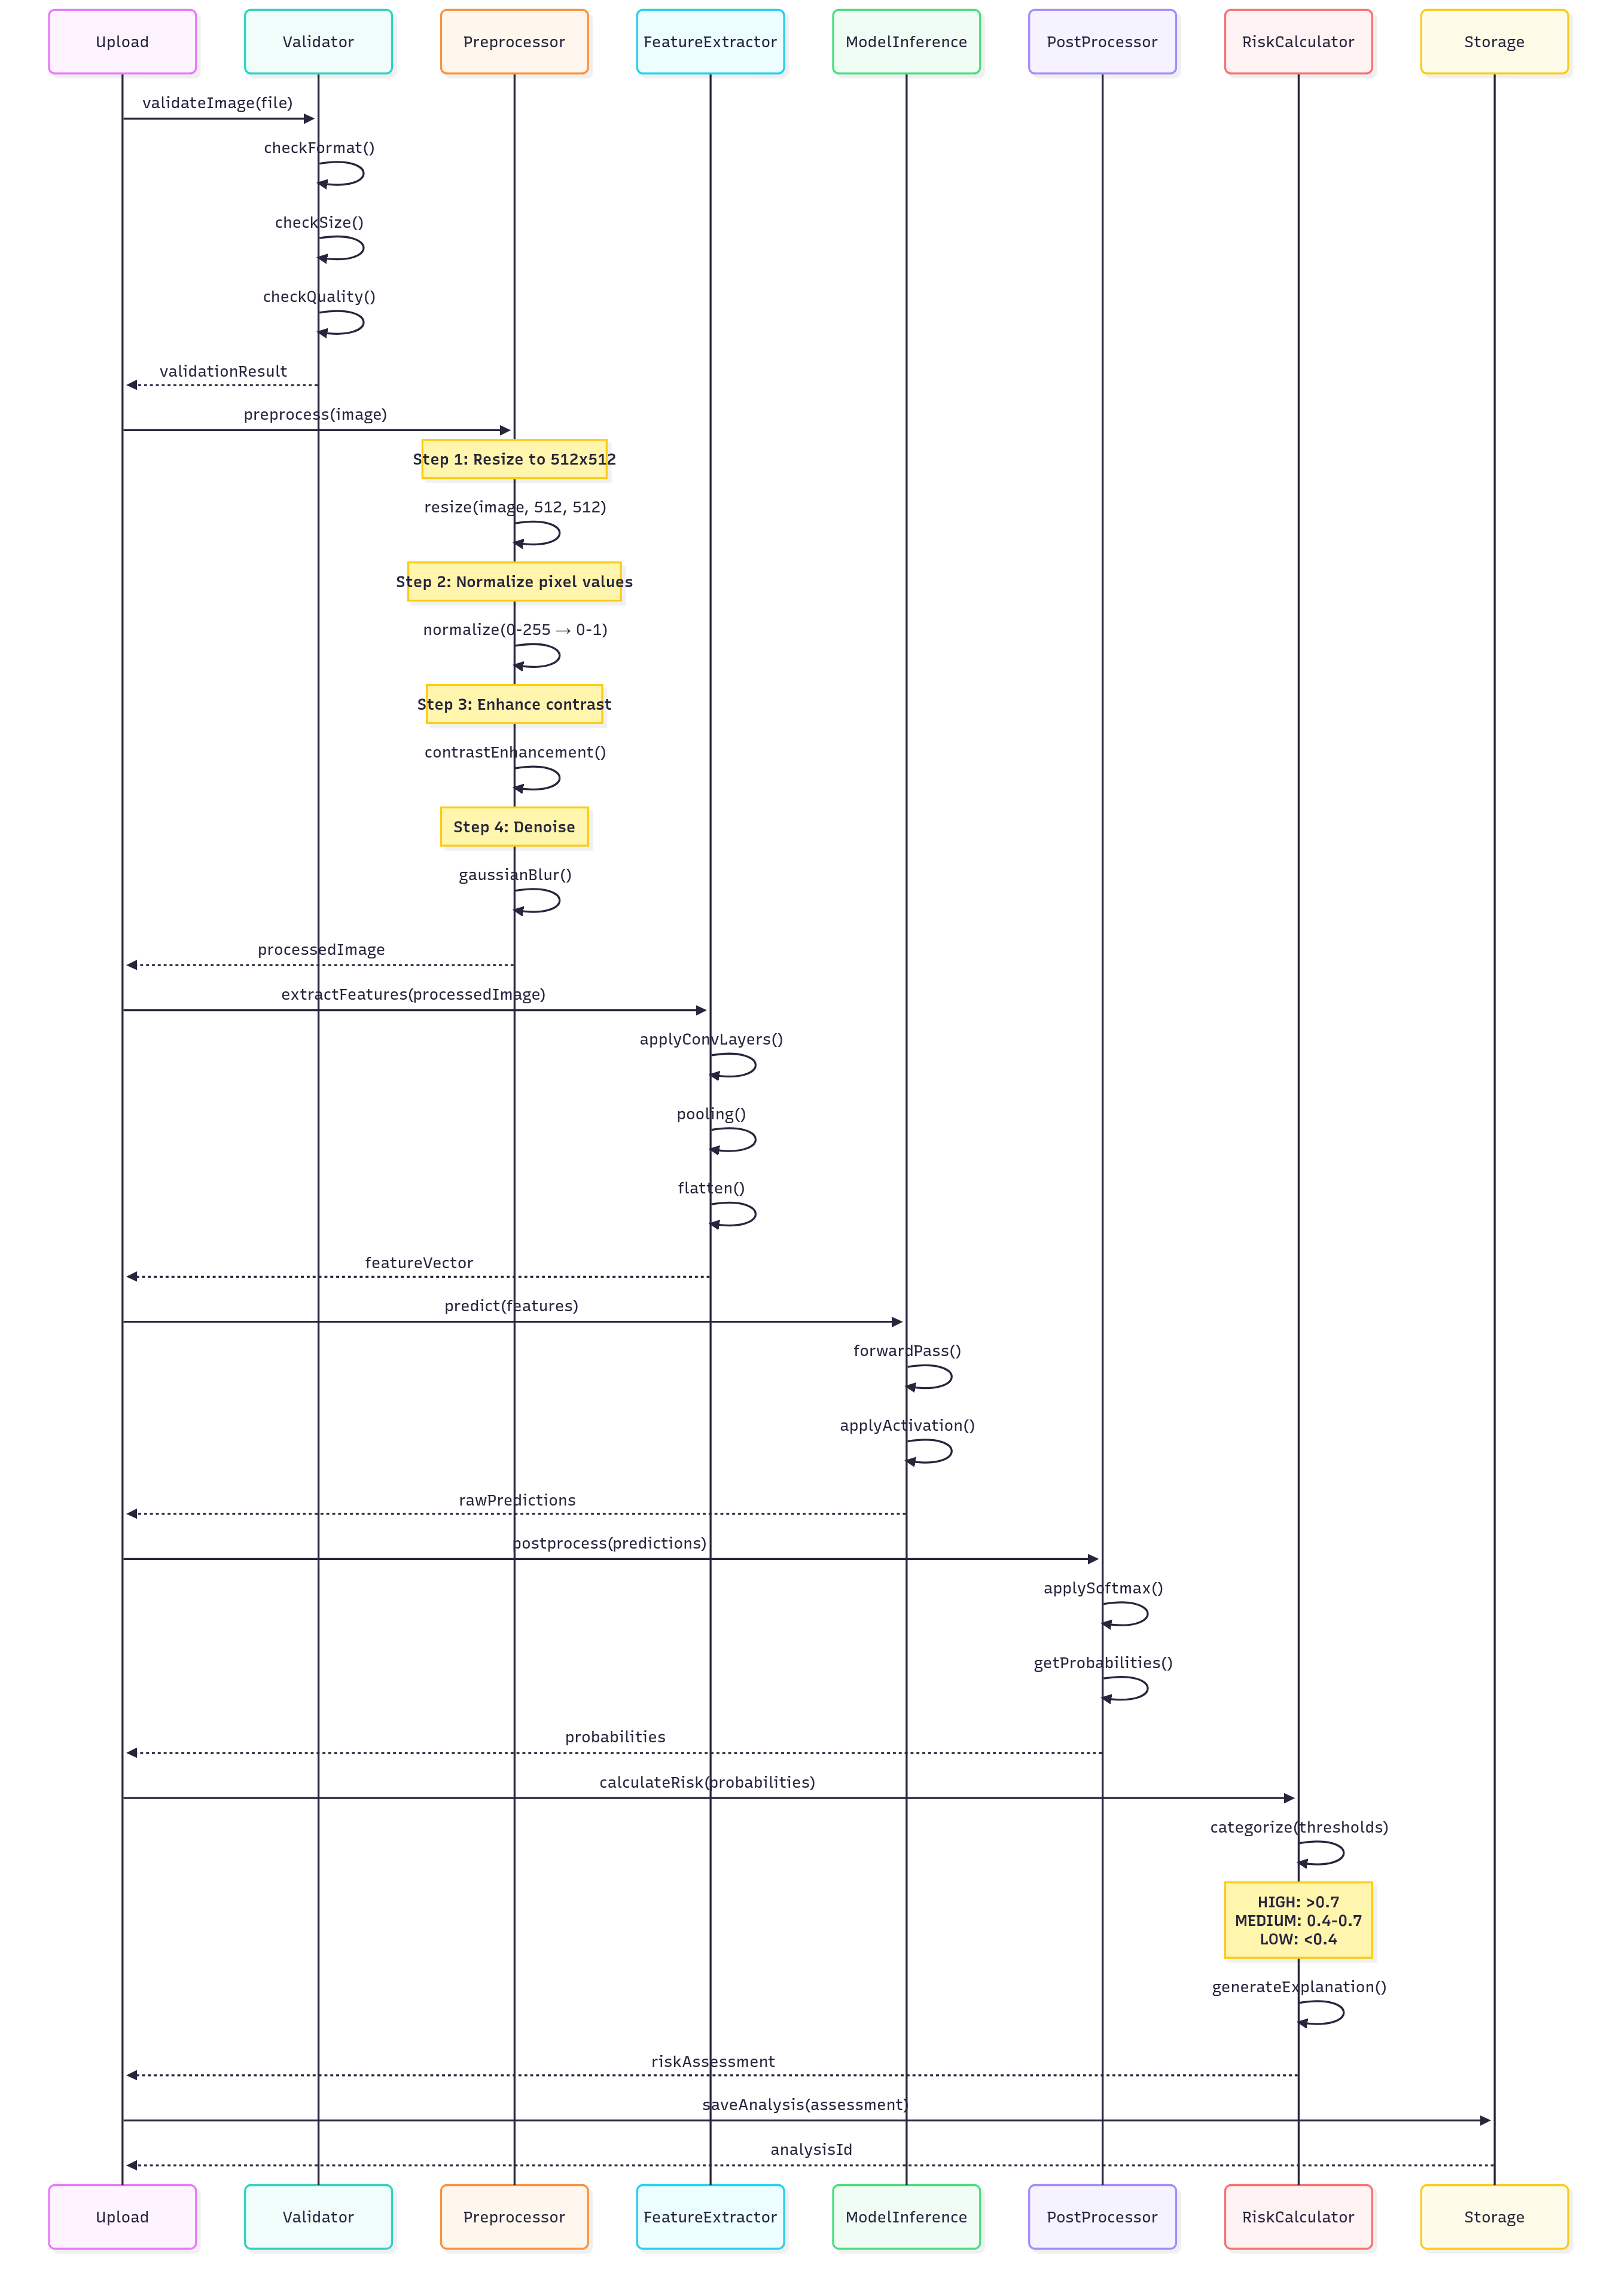 Upload
Validator
Preprocessor
FeatureExtractor
ModelInference
PostProcessor
RiskCalculator
Storage
validateImage(file)
checkFormat()
checkSize()
checkQuality()
validationResult
preprocess(image)
Step 1: Resize to 512x512
resize(image, 512, 512)
Step 2: Normalize pixel values
normalize(0-255 → 0-1)
Step 3: Enhance contrast
contrastEnhancement()
Step 4: Denoise
gaussianBlur()
processedImage
extractFeatures(processedImage)
applyConvLayers()
pooling()
flatten()
featureVector
predict(features)
forwardPass()
applyActivation()
rawPredictions
postprocess(predictions)
applySoftmax()
getProbabilities()
probabilities
calculateRisk(probabilities)
categorize(thresholds)
HIGH: >0.7
MEDIUM: 0.4-0.7
LOW: <0.4
generateExplanation()
riskAssessment
saveAnalysis(assessment)
analysisId
Upload
Validator
Preprocessor
FeatureExtractor
ModelInference
PostProcessor
RiskCalculator
Storage